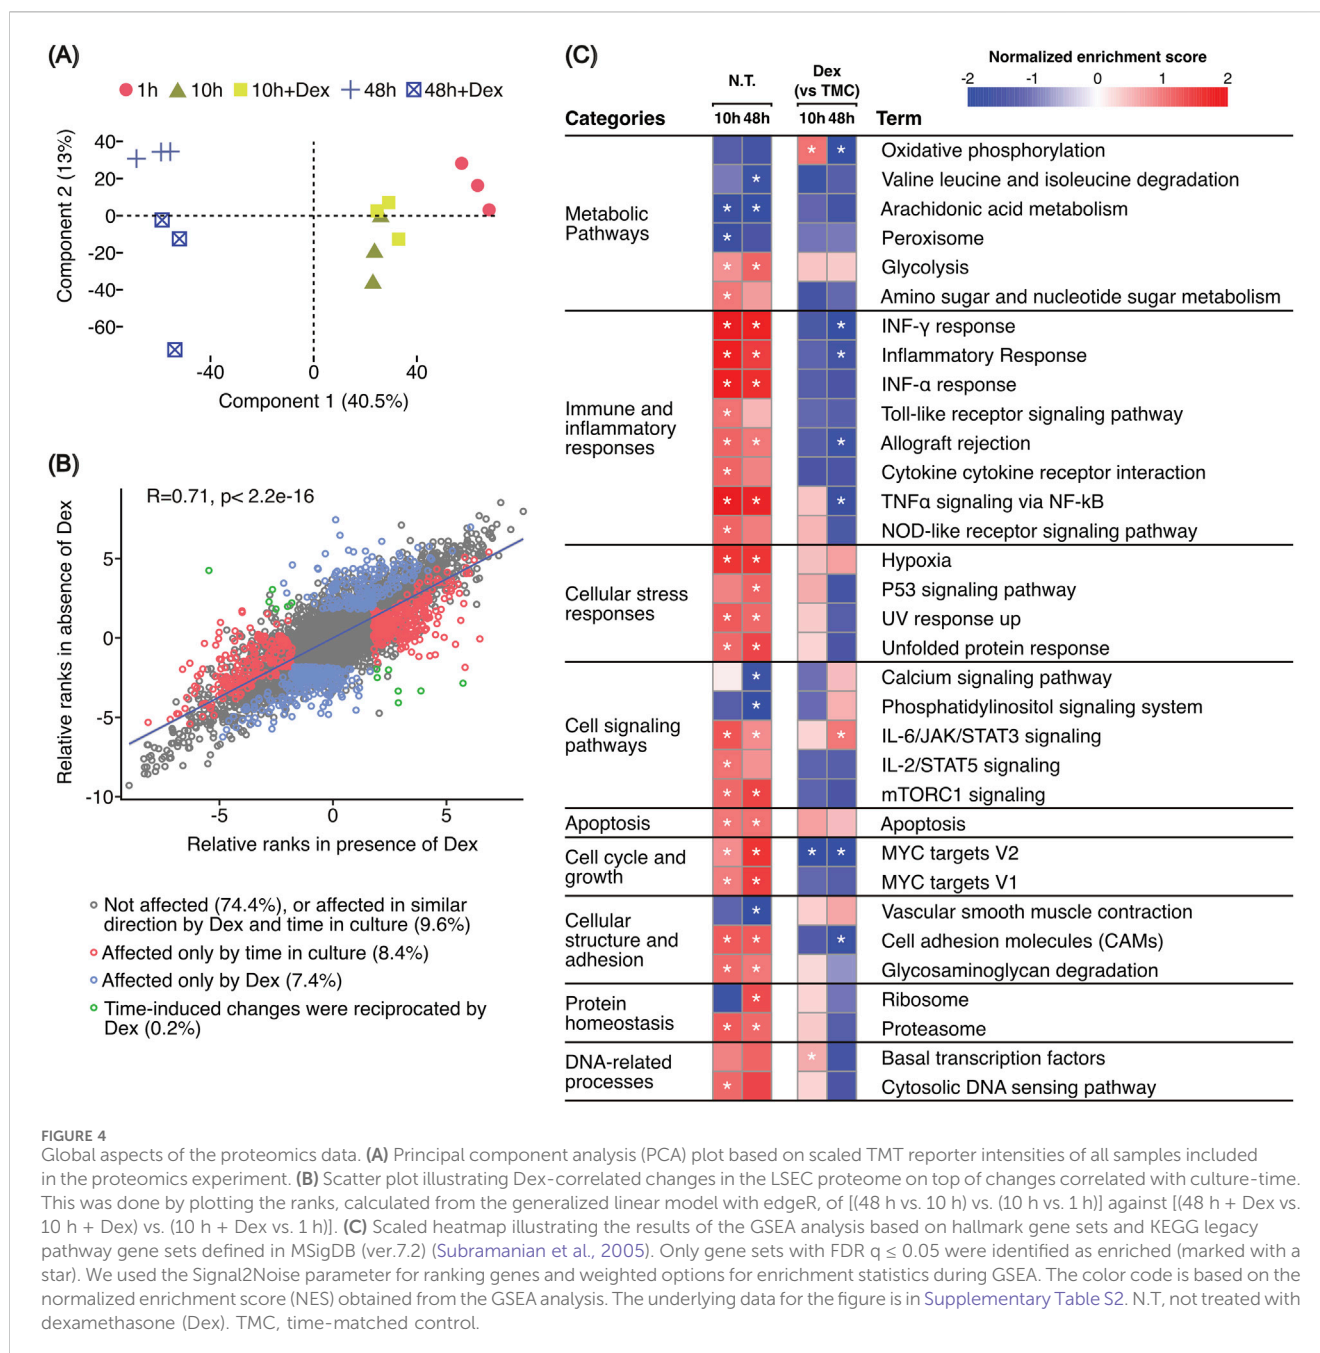 (A)
1h 10h 10h+Dex 48h 48h+Dex
Component 2 (13%)
40
20
0
-20
-40
-60
-40 0 40
Component 1 (40.5%)
(B)
R=0.71, p< 2.2e-16
Relative ranks in absence of Dex
5
0
-5
-10
-5 0 5
Relative ranks in presence of Dex
Not affected (74.4%), or affected in similar
direction by Dex and time in culture (9.6%)
Affected only by time in culture (8.4%)
Affected only by Dex (7.4%)
Time-induced changes were reciprocated by
Dex (0.2%)
(C)
Normalized enrichment score
-2 -1 0 1 2
N.T. Dex
(vs TMC)
Categories 10h 48h 10h 48h Term
Metabolic
Pathways
* * Oxidative phosphorylation
* Valine leucine and isoleucine degradation
* * Arachidonic acid metabolism
* Peroxisome
* * Glycolysis
* Amino sugar and nucleotide sugar metabolism
Immune and
inflammatory
responses
* * * INF-γ response
* * * Inflammatory Response
* * INF-α response
* Toll-like receptor signaling pathway
* * * Allograft rejection
* Cytokine cytokine receptor interaction
* * * TNFα signaling via NF-kB
* NOD-like receptor signaling pathway
Cellular stress
responses
* * Hypoxia
* P53 signaling pathway
* * UV response up
* * Unfolded protein response
Cell signaling
pathways
* Calcium signaling pathway
* Phosphatidylinositol signaling system
* * * IL-6/JAK/STAT3 signaling
* IL-2/STAT5 signaling
* * mTORC1 signaling
Apoptosis * * Apoptosis
Cell cycle and
growth
* * * * MYC targets V2
* * MYC targets V1
Cellular
structure and
adhesion
* Vascular smooth muscle contraction
* * * Cell adhesion molecules (CAMs)
* * Glycosaminoglycan degradation
Protein
homeostasis
* Ribosome
* * Proteasome
DNA-related
processes
* Basal transcription factors
* Cytosolic DNA sensing pathway
FIGURE 4
Global aspects of the proteomics data. (A) Principal component analysis (PCA) plot based on scaled TMT reporter intensities of all samples included
in the proteomics experiment. (B) Scatter plot illustrating Dex-correlated changes in the LSEC proteome on top of changes correlated with culture-time.
This was done by plotting the ranks, calculated from the generalized linear model with edgeR, of [(48 h vs. 10 h) vs. (10 h vs. 1 h)] against [(48 h + Dex vs.
10 h + Dex) vs. (10 h + Dex vs. 1 h)]. (C) Scaled heatmap illustrating the results of the GSEA analysis based on hallmark gene sets and KEGG legacy
pathway gene sets defined in MSigDB (ver.7.2) (Subramanian et al., 2005). Only gene sets with FDR q ≤ 0.05 were identified as enriched (marked with a
star). We used the Signal2Noise parameter for ranking genes and weighted options for enrichment statistics during GSEA. The color code is based on the
normalized enrichment score (NES) obtained from the GSEA analysis. The underlying data for the figure is in Supplementary Table S2. N.T, not treated with
dexamethasone (Dex). TMC, time-matched control.